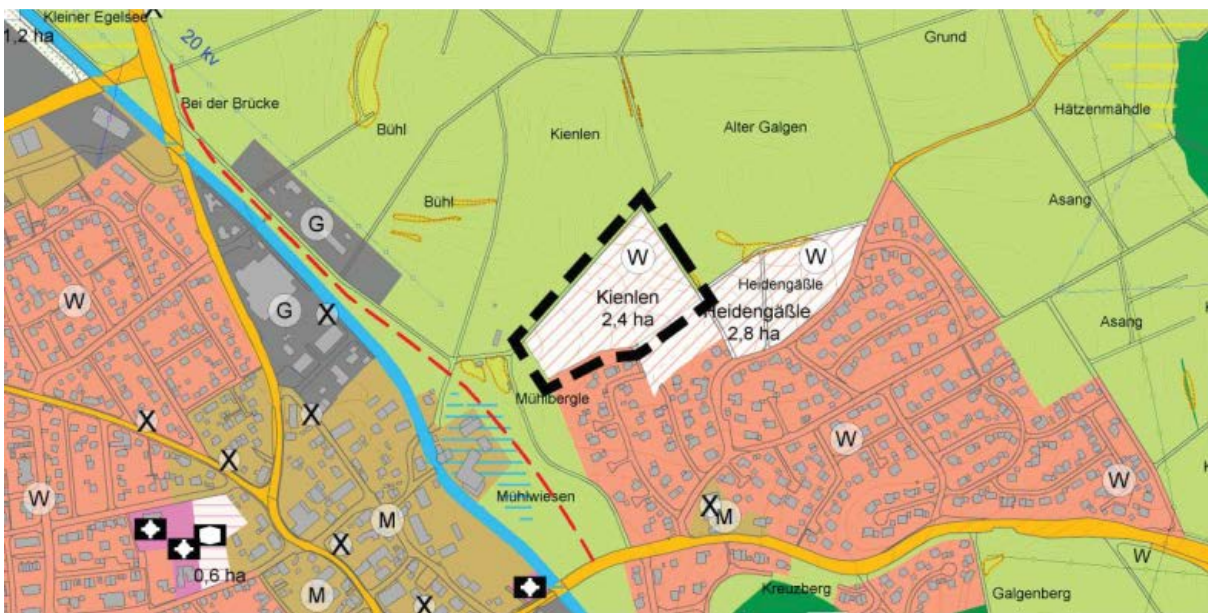 Kleiner Egelsee
X
1,2 ha
20 kv
Grund
Bei der Brücke
Bühl
Kienlen
Alter Galgen
Hätzenmähdle
Bühl
G
Asang
W
W
Heidengäßle
Kienlen
2,4 ha
Heidengäßle
2,8 ha
W
G
X
Asang
Mühlbergle
X
X
X
W
W
W
Mühlwiesen
X
M
M
X
W
0,6 ha
M
X
Kreuzberg
Galgenberg